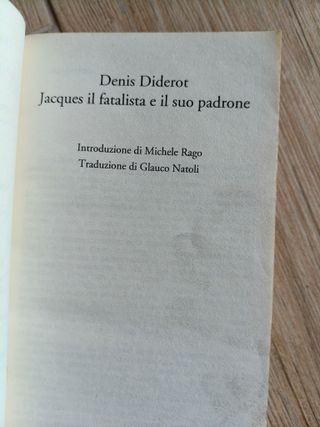 Denis Diderot
Jacques il fatalista e il suo padrone
Introduzione di Michele Rago
Traduzione di Glauco Natoli